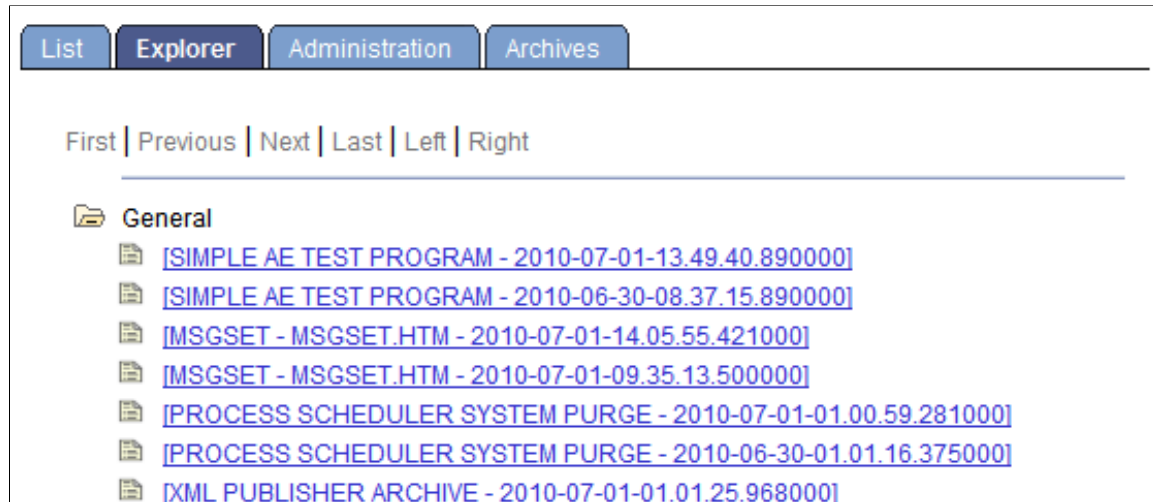 List Explorer Administration Archives
First | Previous | Next | Last | Left | Right
General
[SIMPLE AE TEST PROGRAM - 2010-07-01-13.49.40.890000]
[SIMPLE AE TEST PROGRAM - 2010-06-30-08.37.15.890000]
[MSGSET - MSGSET.HTM - 2010-07-01-14.05.55.421000]
[MSGSET - MSGSET.HTM - 2010-07-01-09.35.13.500000]
[PROCESS SCHEDULER SYSTEM PURGE - 2010-07-01-01.00.59.281000]
[PROCESS SCHEDULER SYSTEM PURGE - 2010-06-30-01.01.16.375000]
[XML PUBLISHER ARCHIVE - 2010-07-01-01.01.25.968000]